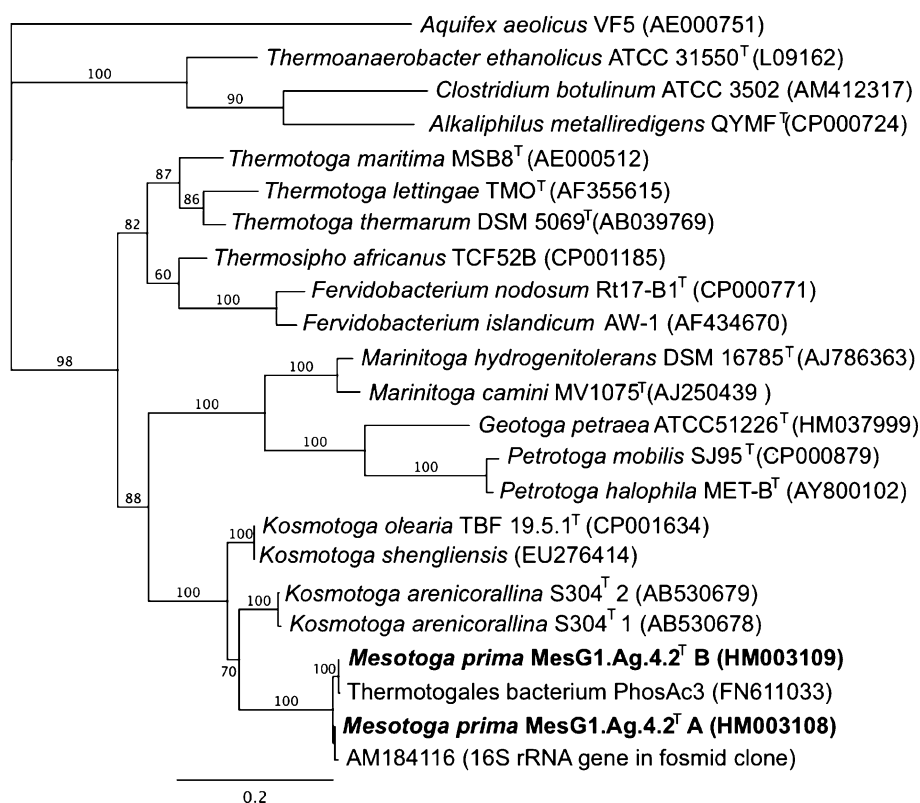 Aquifex aeolicus VF5 (AE000751)
Thermoanaerobacter ethanolicus ATCC 31550T (L09162)
100
Clostridium botulinum ATCC 3502 (AM412317)
90
Alkaliphilus metalliredigens QYMFT(CP000724)
Thermotoga maritima MSB8T (AE000512)
87
Thermotoga lettingae TMOT (AF355615)
86
Thermotoga thermarum DSM 5069T(AB039769)
82
Thermosipho africanus TCF52B (CP001185)
60
Fervidobacterium nodosum Rt17-B1T (CP000771)
100
Fervidobacterium islandicum AW-1 (AF434670)
98
Marinitoga hydrogenitolerans DSM 16785T (AJ786363)
100
Marinitoga camini MV1075T(AJ250439 )
100
Geotoga petraea ATCC51226T (HM037999)
100
Petrotoga mobilis SJ95T (CP000879)
100
Petrotoga halophila MET-BT (AY800102)
88
Kosmotoga olearia TBF 19.5.1T (CP001634)
100
Kosmotoga shengliensis (EU276414)
100
Kosmotoga arenicorallina S304T 2 (AB530679)
100
Kosmotoga arenicorallina S304T 1 (AB530678)
Mesotoga prima MesG1.Ag.4.2T B (HM003109)
100
70
Thermotogales bacterium PhosAc3 (FN611033)
100
Mesotoga prima MesG1.Ag.4.2T A (HM003108)
AM184116 (16S rRNA gene in fosmid clone)
0.2